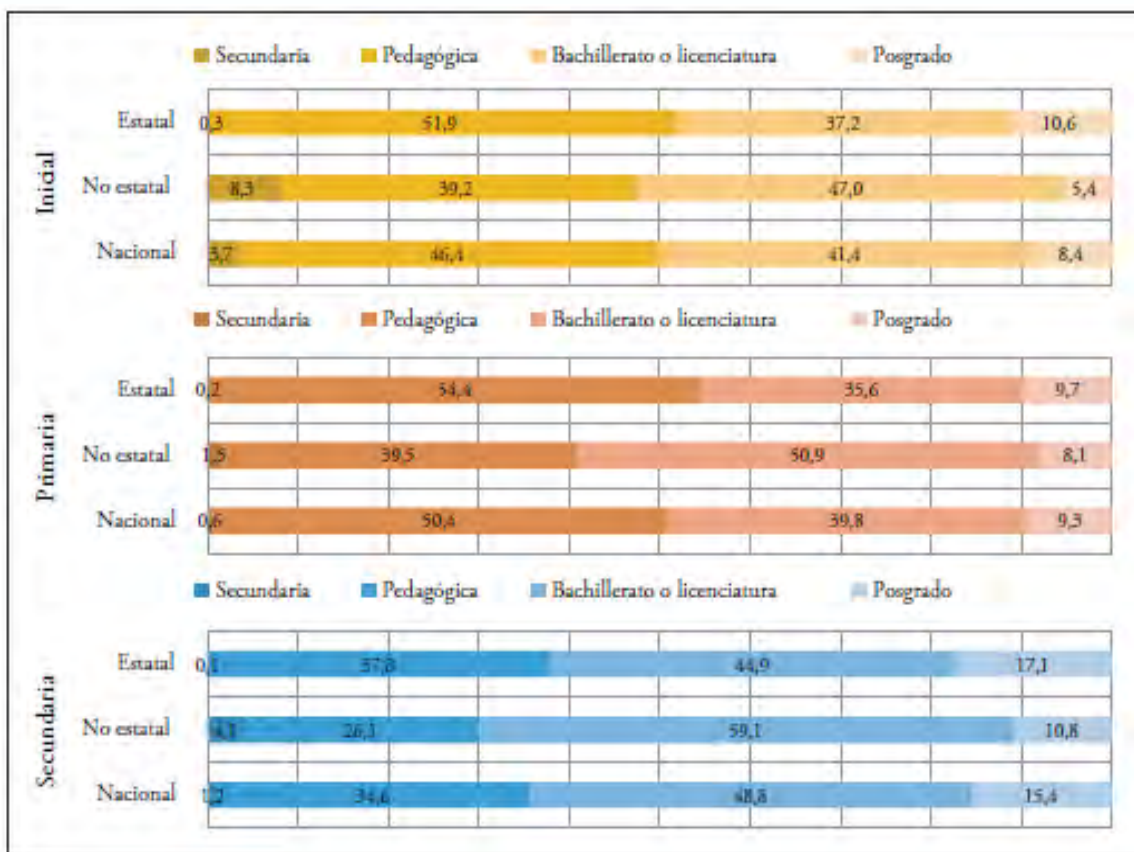 Secundaria Pedagógica Bachillerato o licenciatura Posgrado
Inicial
Estatal 0,3 51,9 37,2 10,6
No estatal 8,3 39,2 47,0 5,4
Nacional 3,7 46,4 41,4 8,4
Secundaria Pedagógica Bachillerato o licenciatura Posgrado
Primaria
Estatal 0,2 54,4 35,6 9,7
No estatal 1,5 39,5 50,9 8,1
Nacional 0,6 50,4 39,8 9,3
Secundaria Pedagógica Bachillerato o licenciatura Posgrado
Secundaria
Estatal 0,1 37,8 44,9 17,1
No estatal 4,1 26,1 59,1 10,8
Nacional 1,2 34,6 48,8 15,4